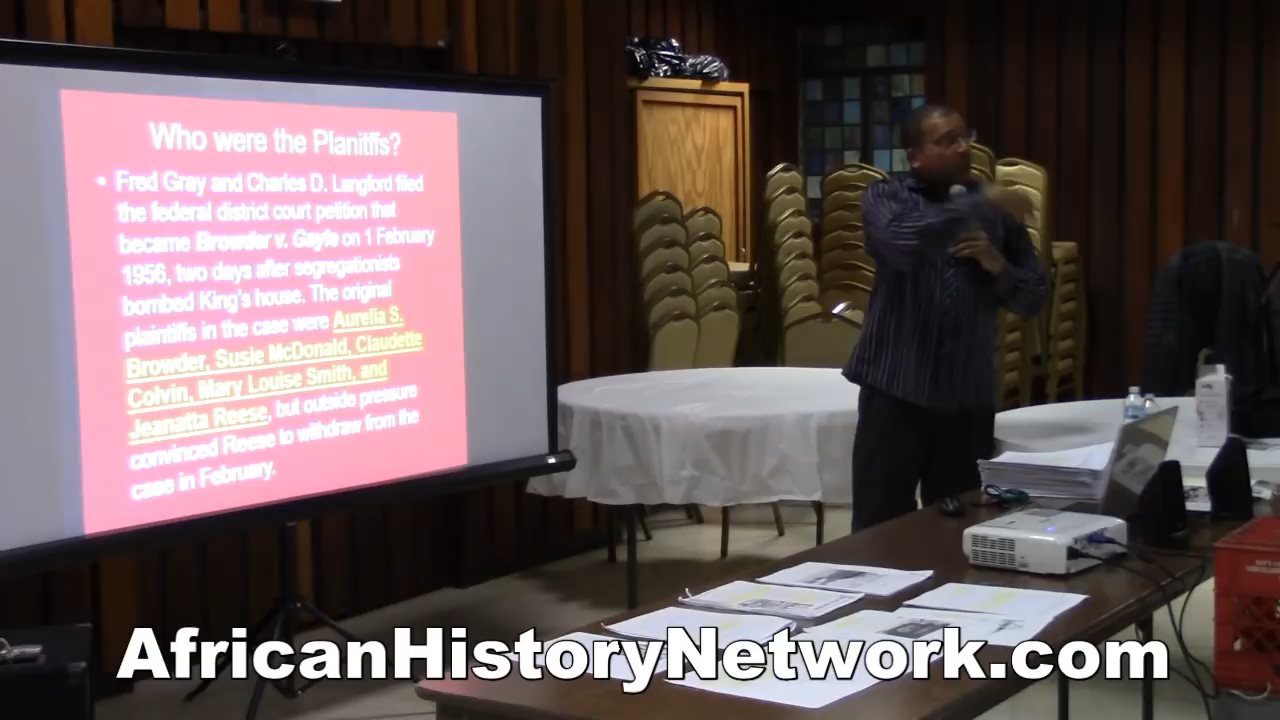 Who were the Planitffs?
• Fred Gray and Charles D. Langford filed
the federal district court petition that
became Browder v. Gayle on 1 February
1956, two days after segregationists
bombed King's house. The original
plaintiffs in the case were Aurelia S.
Browder, Susie McDonald, Claudette
Colvin, Mary Louise Smith, and
Jeanatta Reese, but outside pressure
convinced Reese to withdraw from the
case in February.
AfricanHistoryNetwork.com